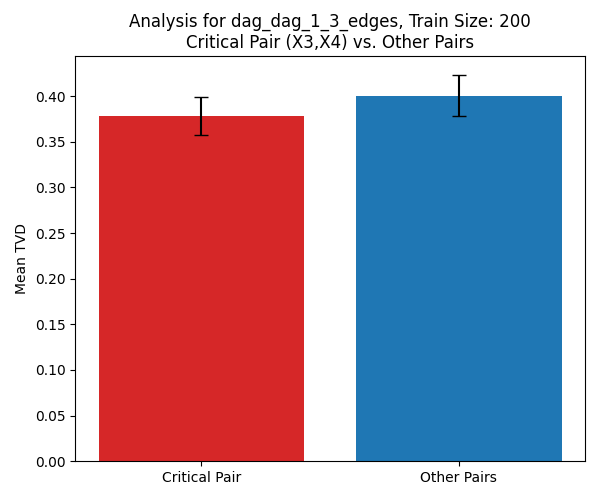 Analysis for dag_dag_1_3_edges, Train Size: 200
Critical Pair (X3,X4) vs. Other Pairs
Mean TVD
0.40
0.35
0.30
0.25
0.20
0.15
0.10
0.05
0.00
Critical Pair
Other Pairs